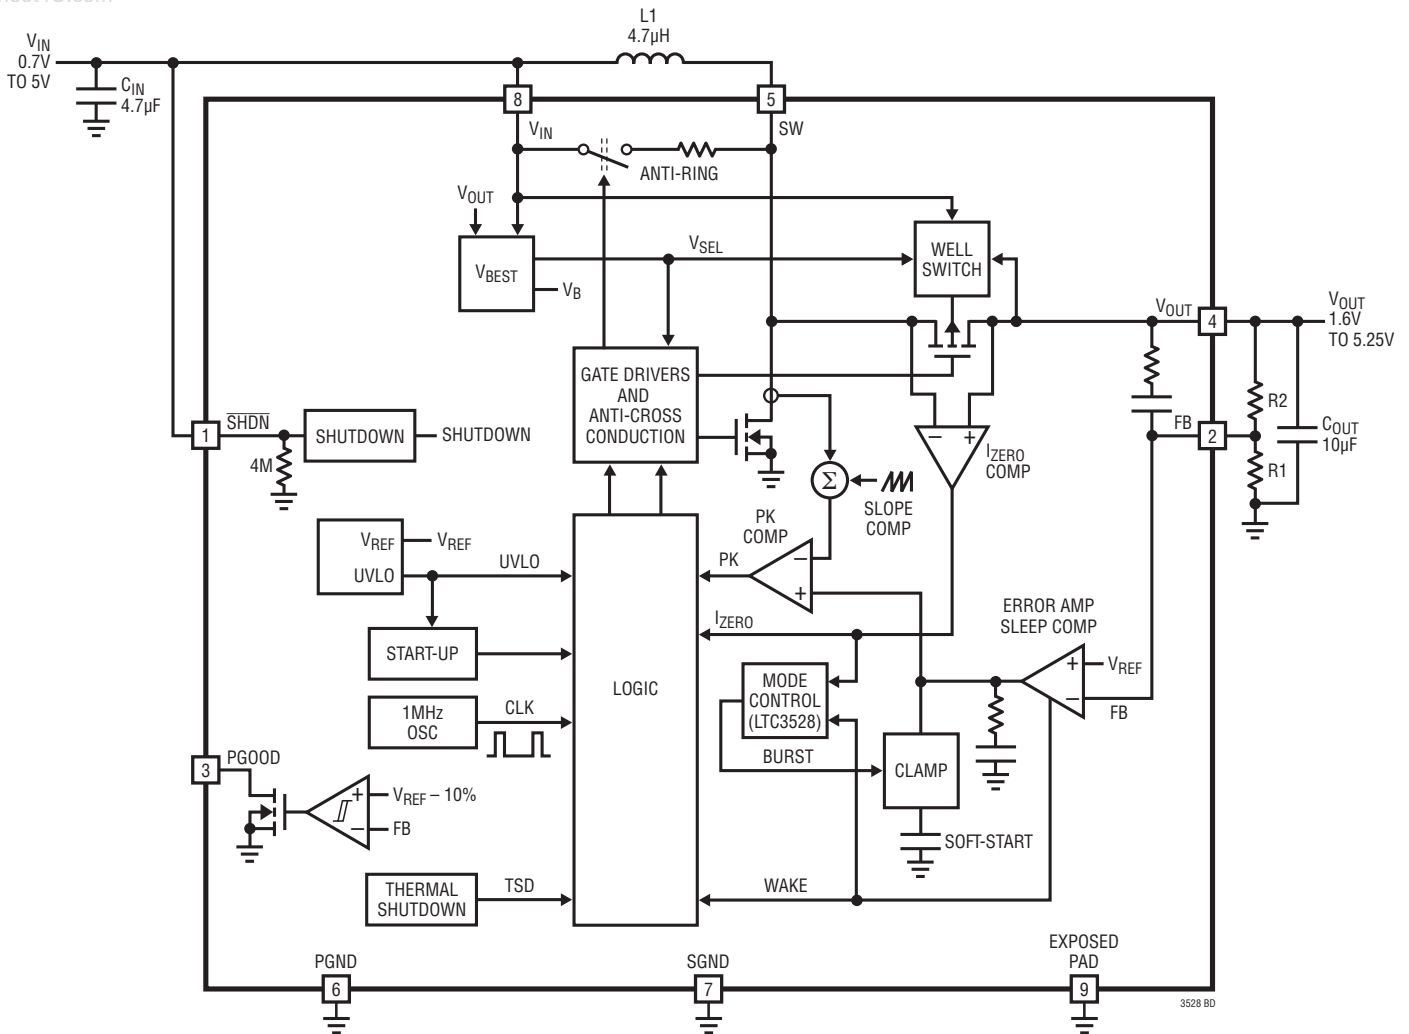 L1
4.7µH
VIN
0.7V
TO 5V
CIN
4.7µF
8
5
VIN
SW
ANTI-RING
VOUT
VBEST
VSEL
VB
WELL
SWITCH
VOUT
4
VOUT
1.6V
TO 5.25V
GATE DRIVERS
AND
ANTI-CROSS
CONDUCTION
1
SHDN
4M
SHUTDOWN
SHUTDOWN
– +
IZERO
COMP
FB
2
R2
R1
COUT
10µF
Σ
SLOPE
COMP
PK
COMP
–
+
PK
VREF
VREF
UVLO
UVLO
START-UP
IZERO
LOGIC
1MHz
OSC
CLK
MODE
CONTROL
(LTC3528)
BURST
ERROR AMP
SLEEP COMP
+
VREF
–
FB
CLAMP
SOFT-START
3
PGOOD
+
VREF – 10%
–
FB
THERMAL
SHUTDOWN
TSD
WAKE
PGND
6
SGND
7
EXPOSED
PAD
9
3528 BD